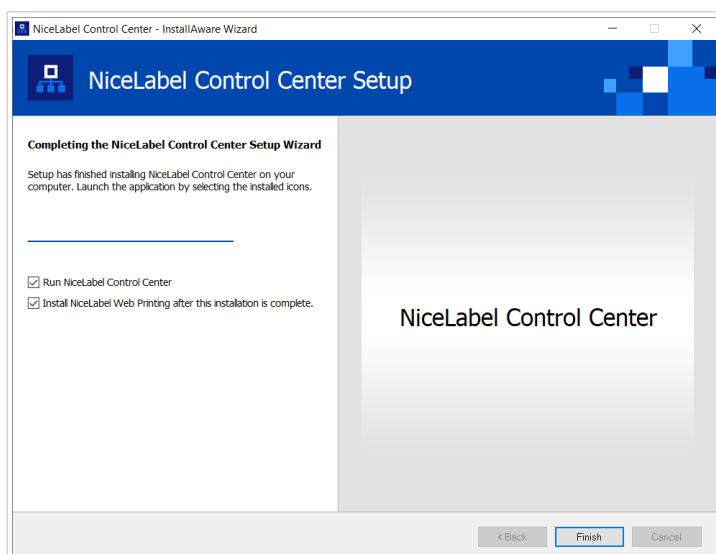 NiceLabel Control Center - InstallAware Wizard
NiceLabel Control Center Setup
Completing the NiceLabel Control Center Setup Wizard
Setup has finished installing NiceLabel Control Center on your
computer. Launch the application by selecting the installed icons.
Run NiceLabel Control Center
Install NiceLabel Web Printing after this installation is complete.
NiceLabel Control Center
< Back
Finish
Cancel